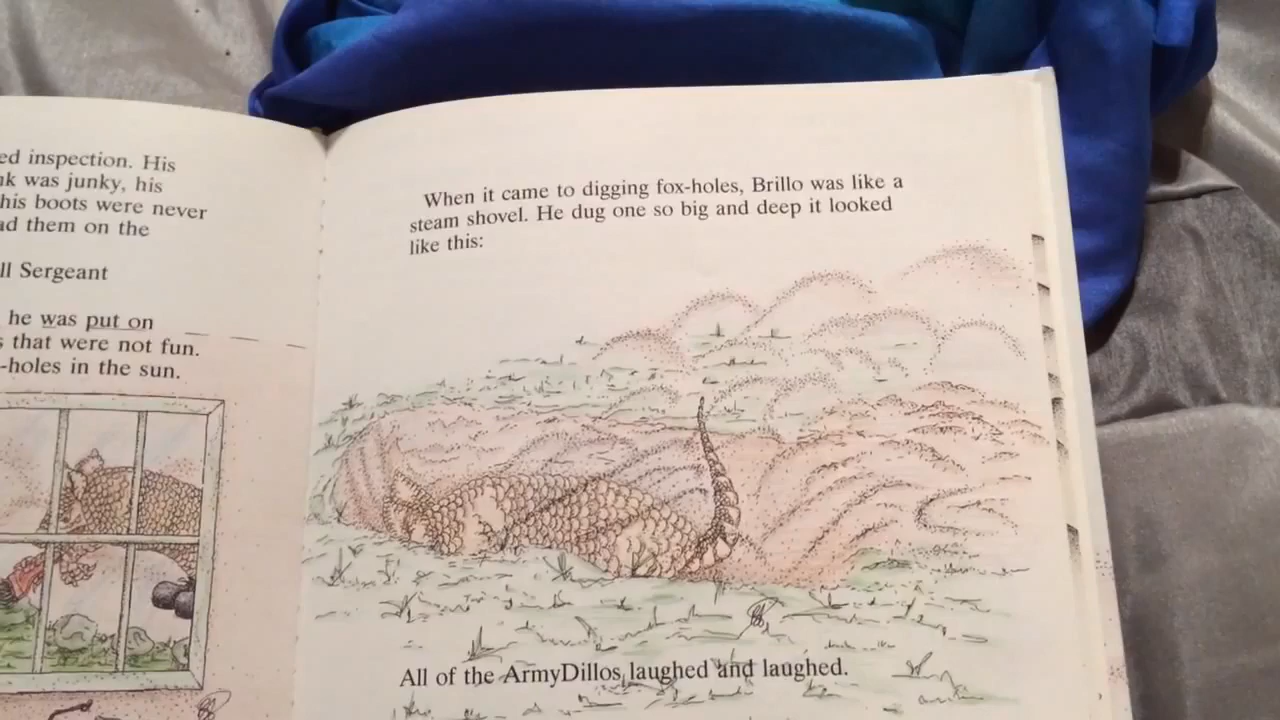 ed inspection. His
was junky, his
his boots were never
them on the
Sergeant
he was put on
that were not fun.
-holes in the sun.
When it came to digging fox-holes, Brillo was like a
steam shovel. He dug one so big and deep it looked
like this:
All of the ArmyDillos laughed and laughed.